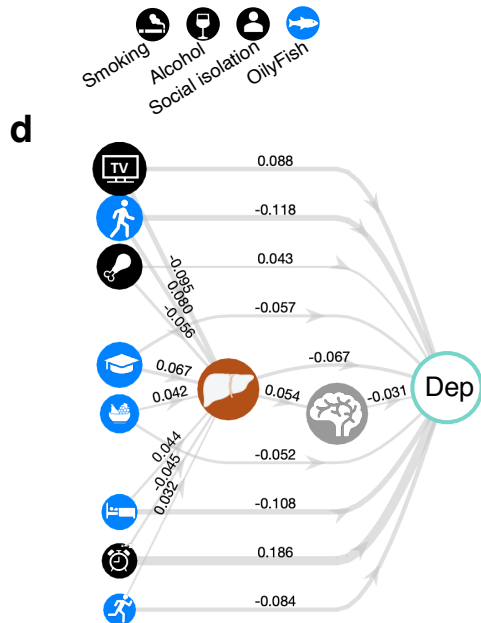 Smoking
Alcohol
Social isolation
OilyFish
d
TV
0.088
-0.118
0.043
-0.095
0.080
-0.056
-0.057
0.067
-0.067
0.042
0.054
-0.031
Dep
0.044
-0.045
0.032
-0.052
-0.108
0.186
-0.084